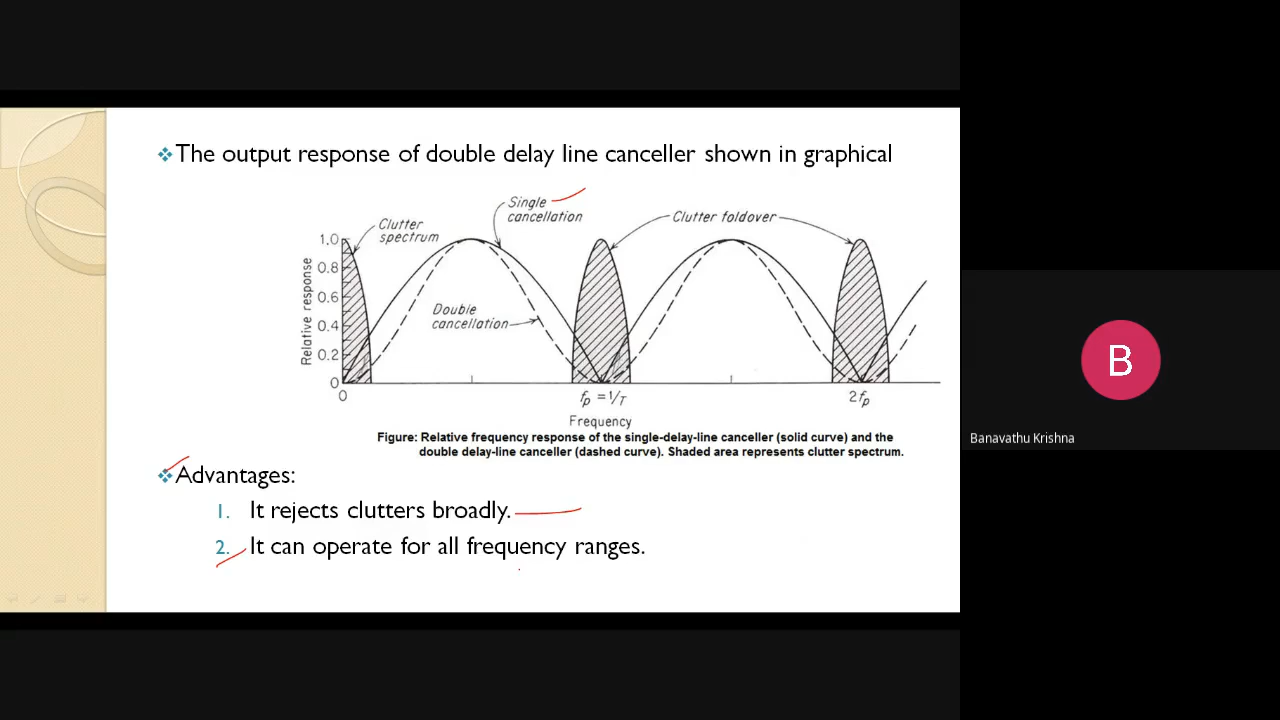 ❖The output response of double delay line canceller shown in graphical
Single
cancellation
Clutter
spectrum
Clutter foldover
1.0
0.8
0.6
0.4
0.2
0
Relative response
Double
cancellation
0
fp = 1/T
2fp
Frequency
Figure: Relative frequency response of the single-delay-line canceller (solid curve) and the
double delay-line canceller (dashed curve). Shaded area represents clutter spectrum.
❖Advantages:
1. It rejects clutters broadly.
2. It can operate for all frequency ranges.
B
Banavathu Krishna